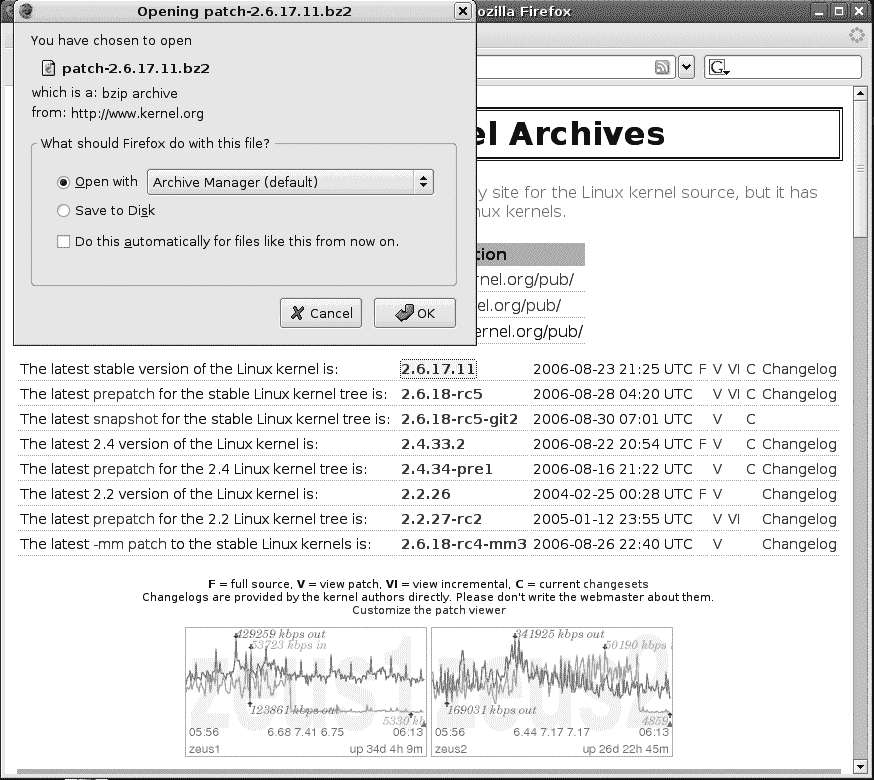 Opening patch-2.6.17.11.bz2
ozilla Firefox
You have chosen to open
patch-2.6.17.11.bz2
which is a: bzip archive
from: http://www.kernel.org
What should Firefox do with this file?
Open with Archive Manager (default)
Save to Disk
Do this automatically for files like this from now on.
Cancel OK
G
el Archives
y site for the Linux kernel source, but it has
nux kernels.
tion
rnel.org/pub/
el.org/pub/
ernel.org/pub/
The latest stable version of the Linux kernel is: 2.6.17.11 2006-08-23 21:25 UTC F V VI C Changelog
The latest prepatch for the stable Linux kernel tree is: 2.6.18-rc5 2006-08-28 04:20 UTC V VI C Changelog
The latest snapshot for the stable Linux kernel tree is: 2.6.18-rc5-git2 2006-08-30 07:01 UTC V C
The latest 2.4 version of the Linux kernel is: 2.4.33.2 2006-08-22 20:54 UTC F V C Changelog
The latest prepatch for the 2.4 Linux kernel tree is: 2.4.34-pre1 2006-08-16 21:22 UTC V C Changelog
The latest 2.2 version of the Linux kernel is: 2.2.26 2004-02-25 00:28 UTC F V Changelog
The latest prepatch for the 2.2 Linux kernel tree is: 2.2.27-rc2 2005-01-12 23:55 UTC V VI Changelog
The latest -mm patch to the stable Linux kernels is: 2.6.18-rc4-mm3 2006-08-26 22:40 UTC V Changelog
F = full source, V = view patch, VI = view incremental, C = current changesets
Changelogs are provided by the kernel authors directly. Please don't write the webmaster about them.
Customize the patch viewer
zeus1
429259 kbps out
53723 kbps in
123861 kbps out
5330 kb
05:56 6.68 7.41 6.75 06:13
zeus1 up 34d 4h 9m
zeus2
341925 kbps out
50190 kbps
169031 kbps out
4859
05:56 6.44 7.17 7.17 06:13
zeus2 up 26d 22h 45m